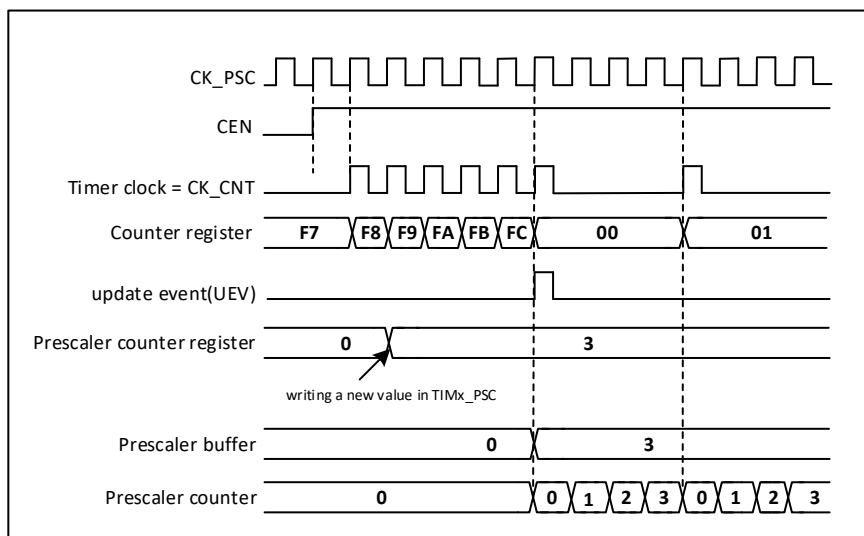 CK_PSC
CEN
Timer clock = CK_CNT
Counter register F7 F8 F9 FA FB FC 00 01
update event(UEV)
Prescaler counter register 0 3
writing a new value in TIMx_PSC
Prescaler buffer 0 3
Prescaler counter 0 0 1 2 3 0 1 2 3